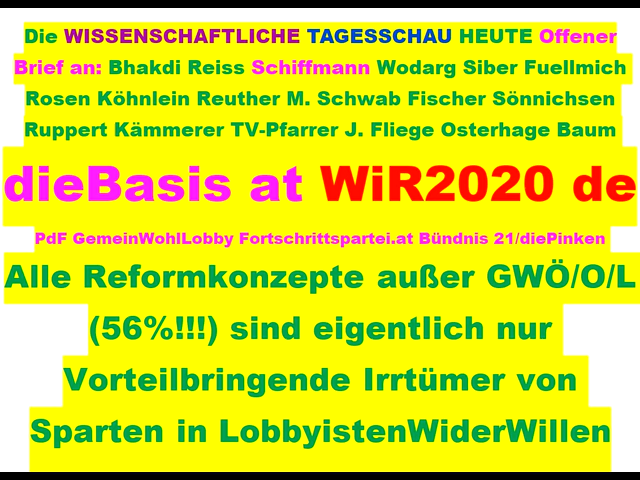 Die WISSENSCHAFTLICHE TAGESSCHAU HEUTE Offener
Brief an: Bhakdi Reiss Schiffmann Wodarg Siber Fuellmich
Rosen Köhnlein Reuther M. Schwab Fischer Sönnichsen
Ruppert Kämmerer TV-Pfarrer J. Fliege Osterhage Baum
dieBasis at WiR2020 de
PdF GemeinWohlLobby Fortschrittspartei.at Bündnis 21/diePinken
Alle Reformkonzepte außer GWÖ/O/L
(56%!!!) sind eigentlich nur
Vorteilbringende Irrtümer von
Sparten in LobbyistenWiderWillen